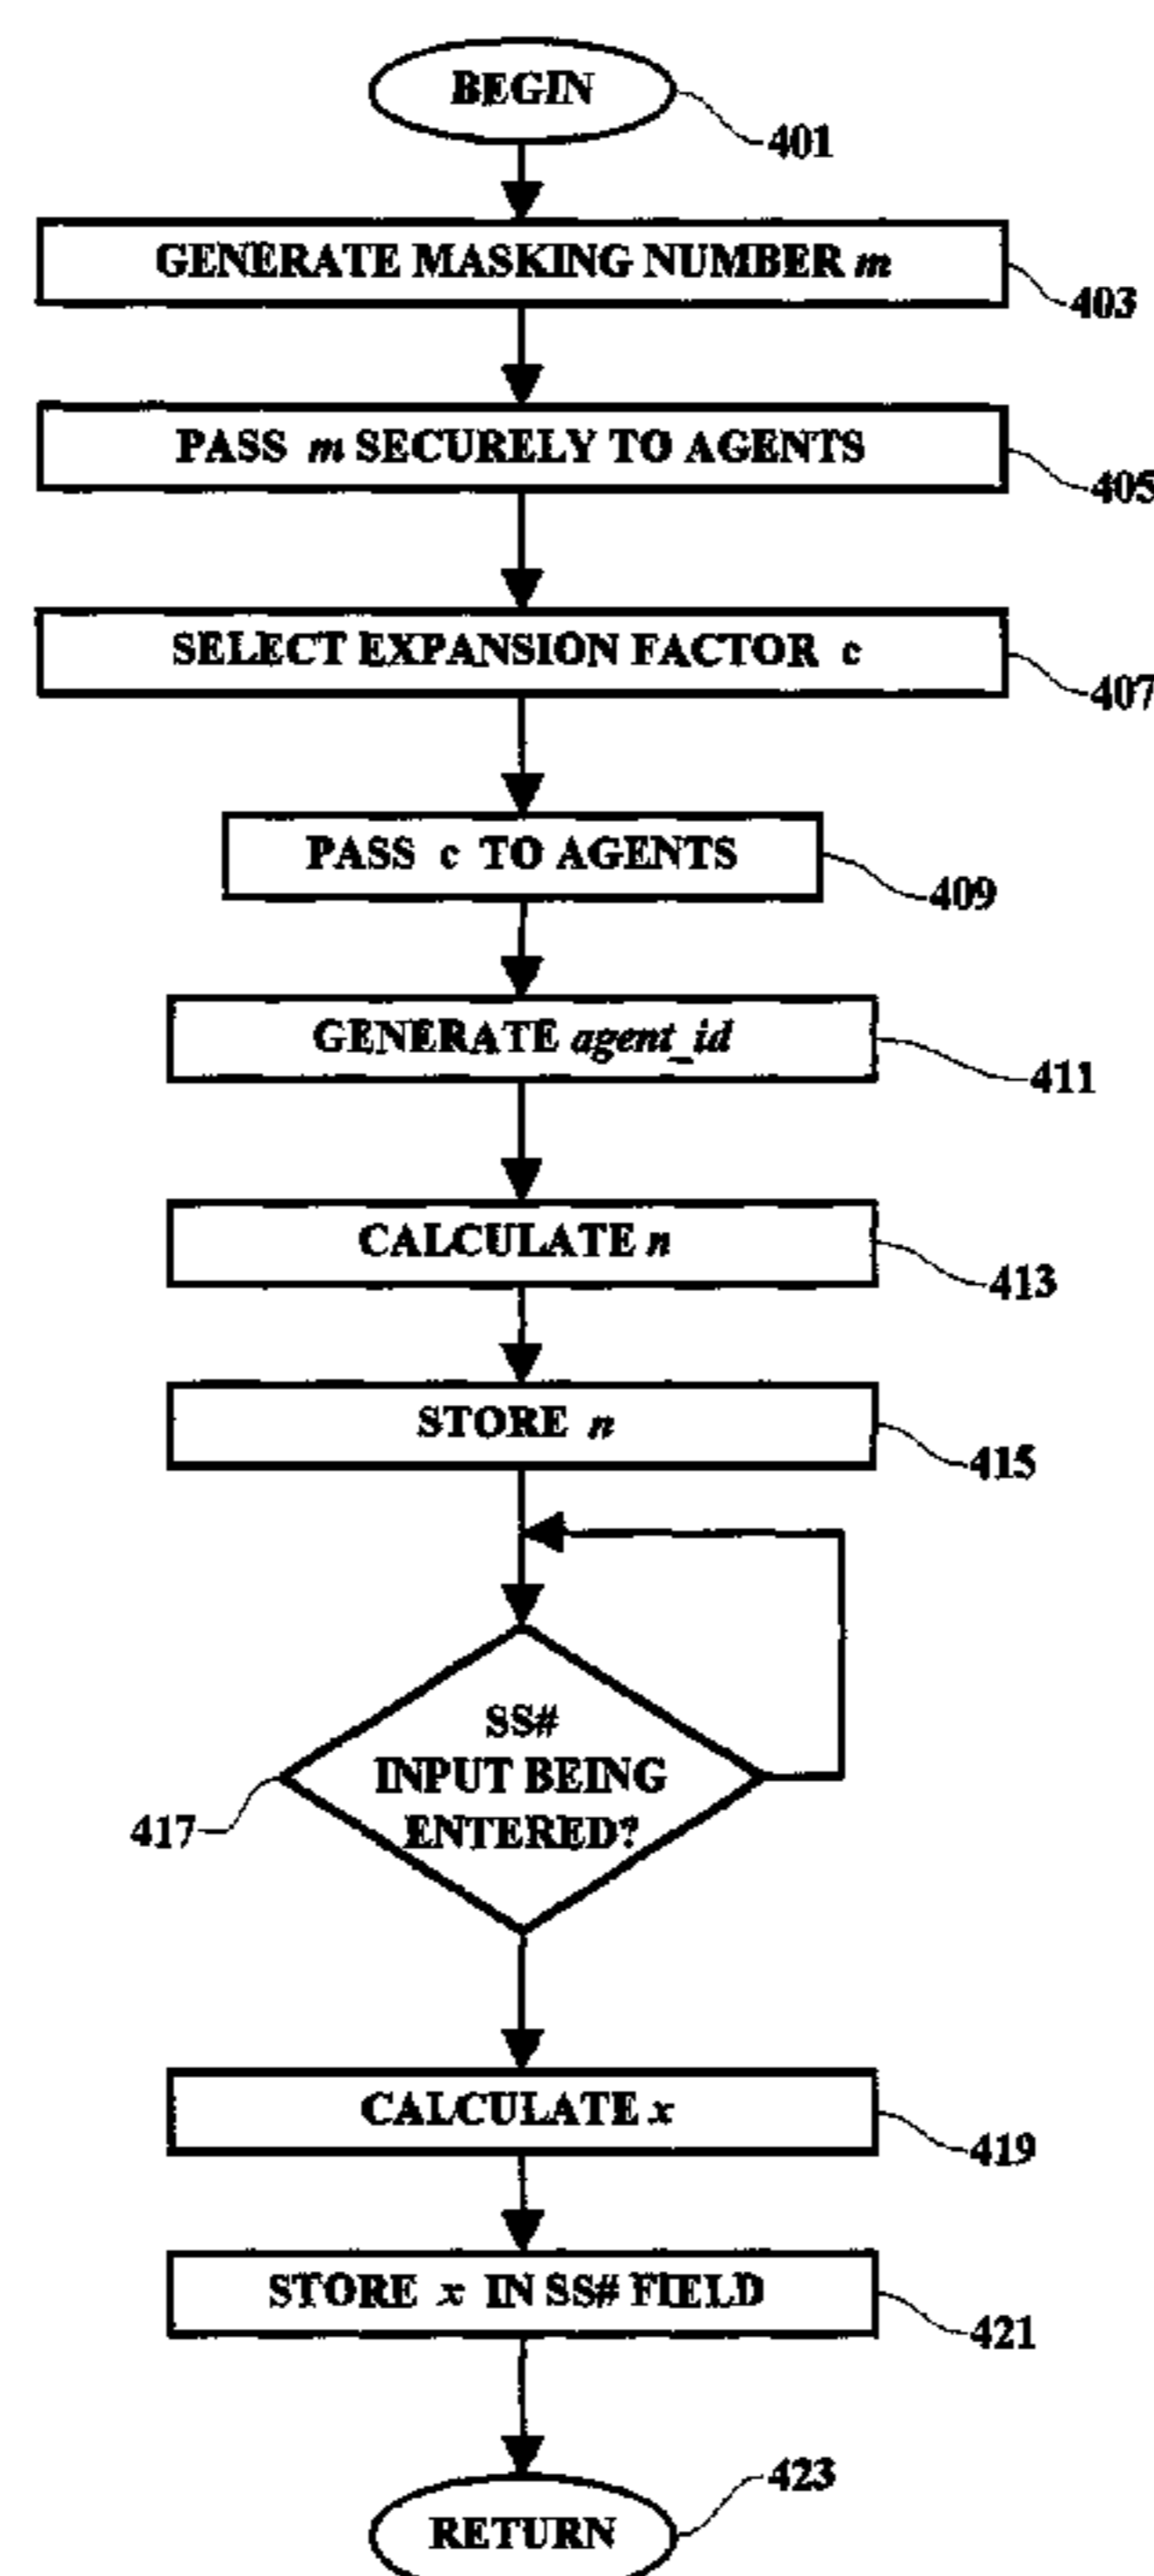 BEGIN
401
GENERATE MASKING NUMBER m
403
PASS m SECURELY TO AGENTS
405
SELECT EXPANSION FACTOR c
407
PASS c TO AGENTS
409
GENERATE agent_id
411
CALCULATE n
413
STORE n
415
SS#
INPUT BEING
ENTERED?
417
CALCULATE x
419
STORE x IN SS# FIELD
421
423
RETURN